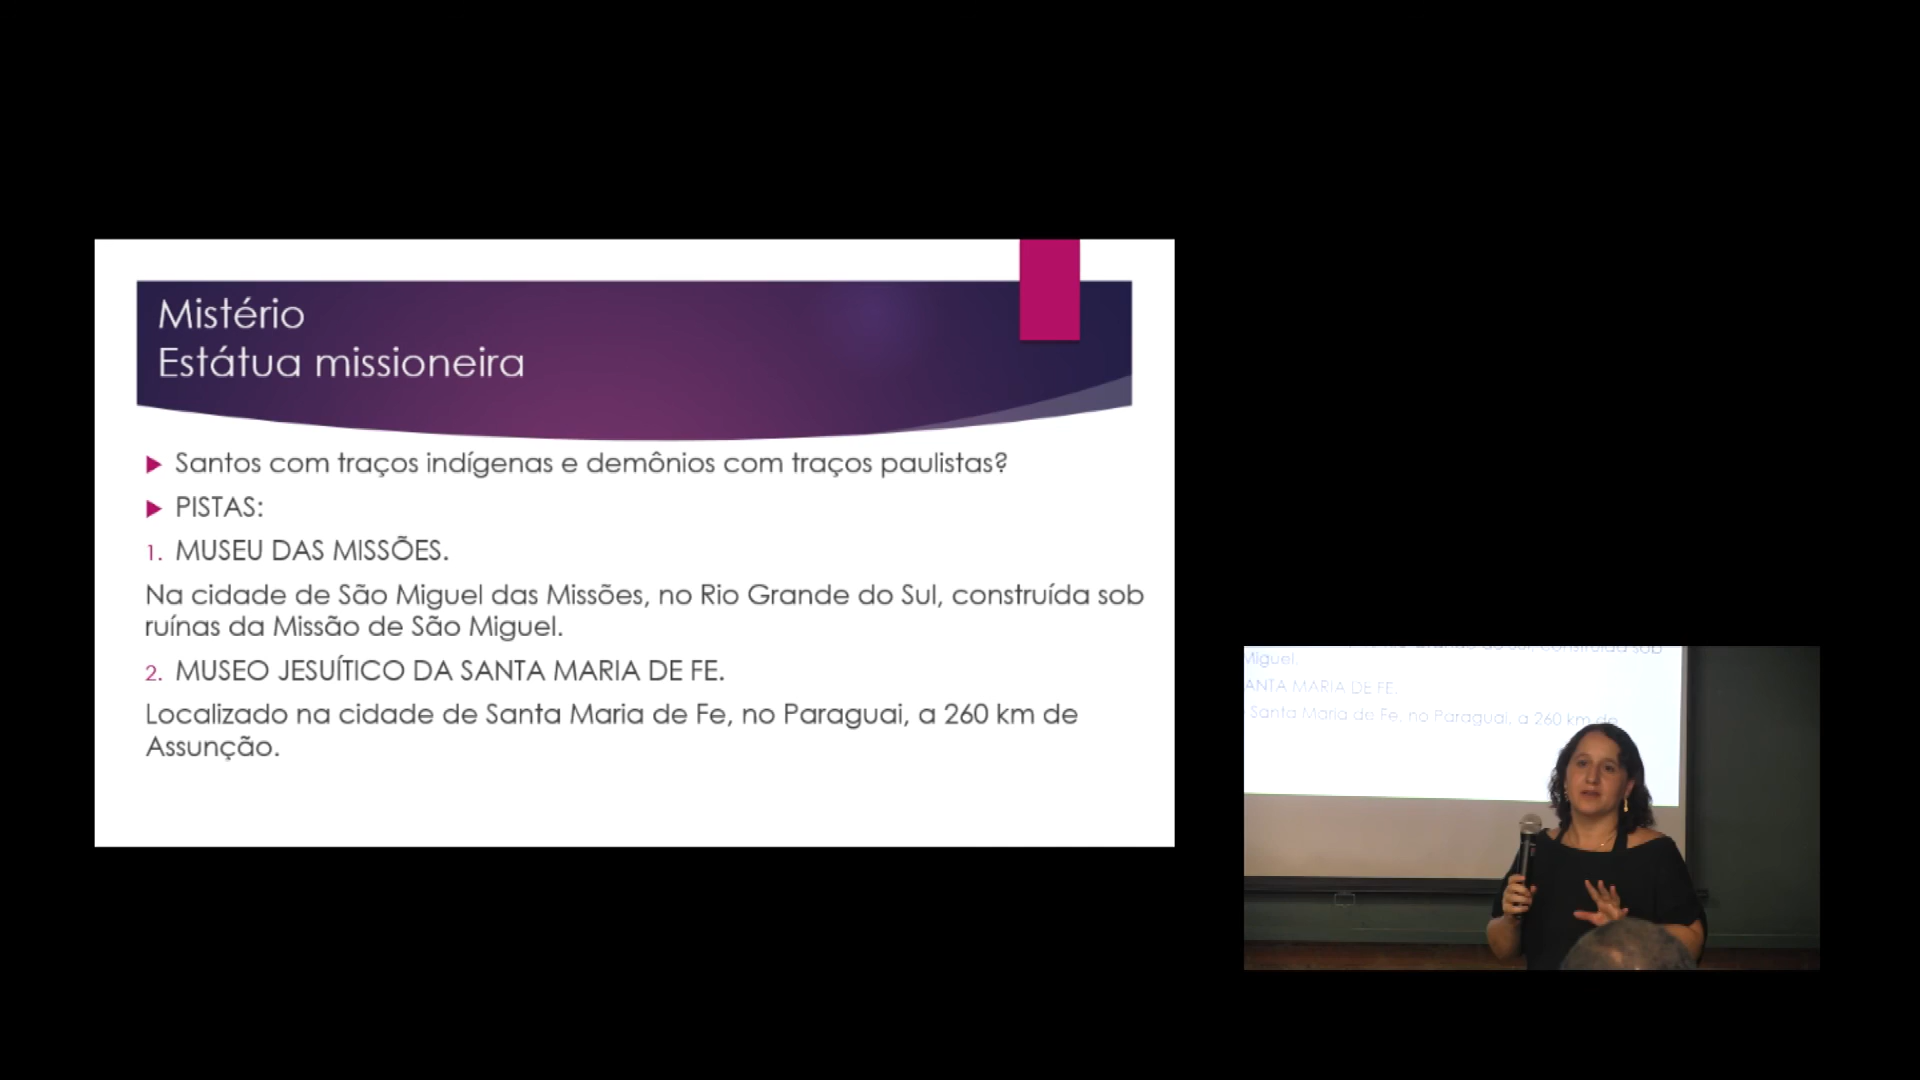 Mistério
Estátua missioneira
Santos com traços indígenas e demônios com traços paulistas?
PISTAS:
1. MUSEU DAS MISSÕES.
Na cidade de São Miguel das Missões, no Rio Grande do Sul, construída sob
ruínas da Missão de São Miguel.
2. MUSEO JESUÍTICO DA SANTA MARIA DE FE.
Localizado na cidade de Santa Maria de Fe, no Paraguai, a 260 km de
Assunção.
construída sob
Miguel.
ANTA MARIA DE FE.
Santa Maria de Fe, no Paraguai, a 260 km de